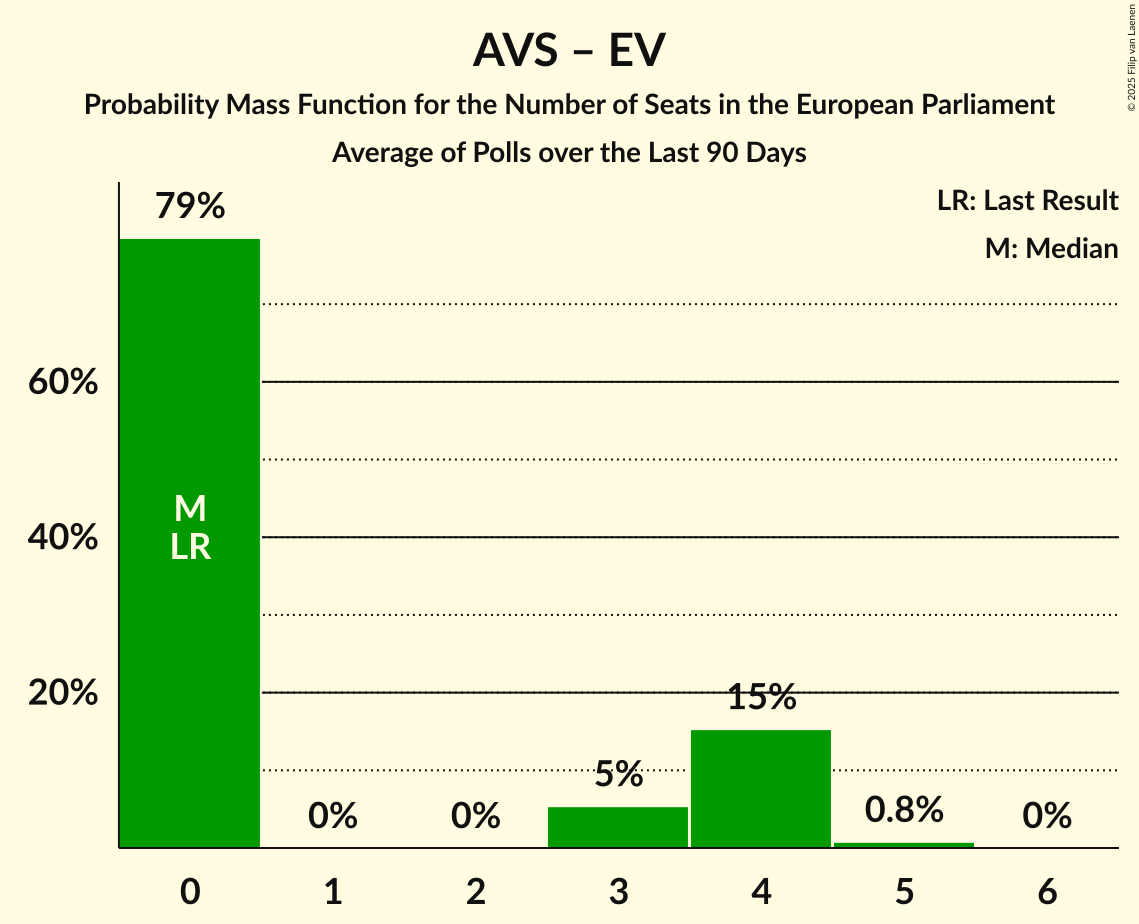 AVS – EV
Probability Mass Function for the Number of Seats in the European Parliament
Average of Polls over the Last 90 Days
© 2025 Filip van Laenen
LR: Last Result
M: Median
79%
60%
40%
20%
M
LR
0%
0%
5%
15%
0.8%
0%
0 1 2 3 4 5 6